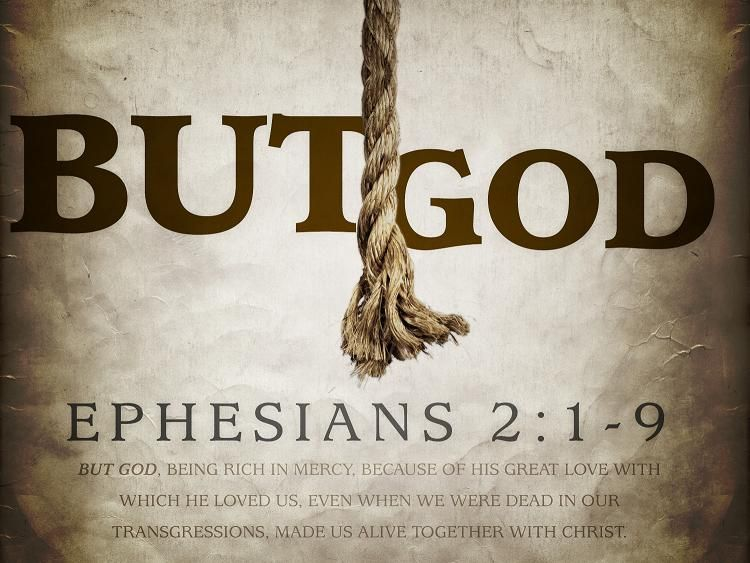 BUT GOD
EPHESIANS 2:1-9
BUT GOD, BEING RICH IN MERCY, BECAUSE OF HIS GREAT LOVE WITH
WHICH HE LOVED US, EVEN WHEN WE WERE DEAD IN OUR
TRANSGRESSIONS, MADE US ALIVE TOGETHER WITH CHRIST.